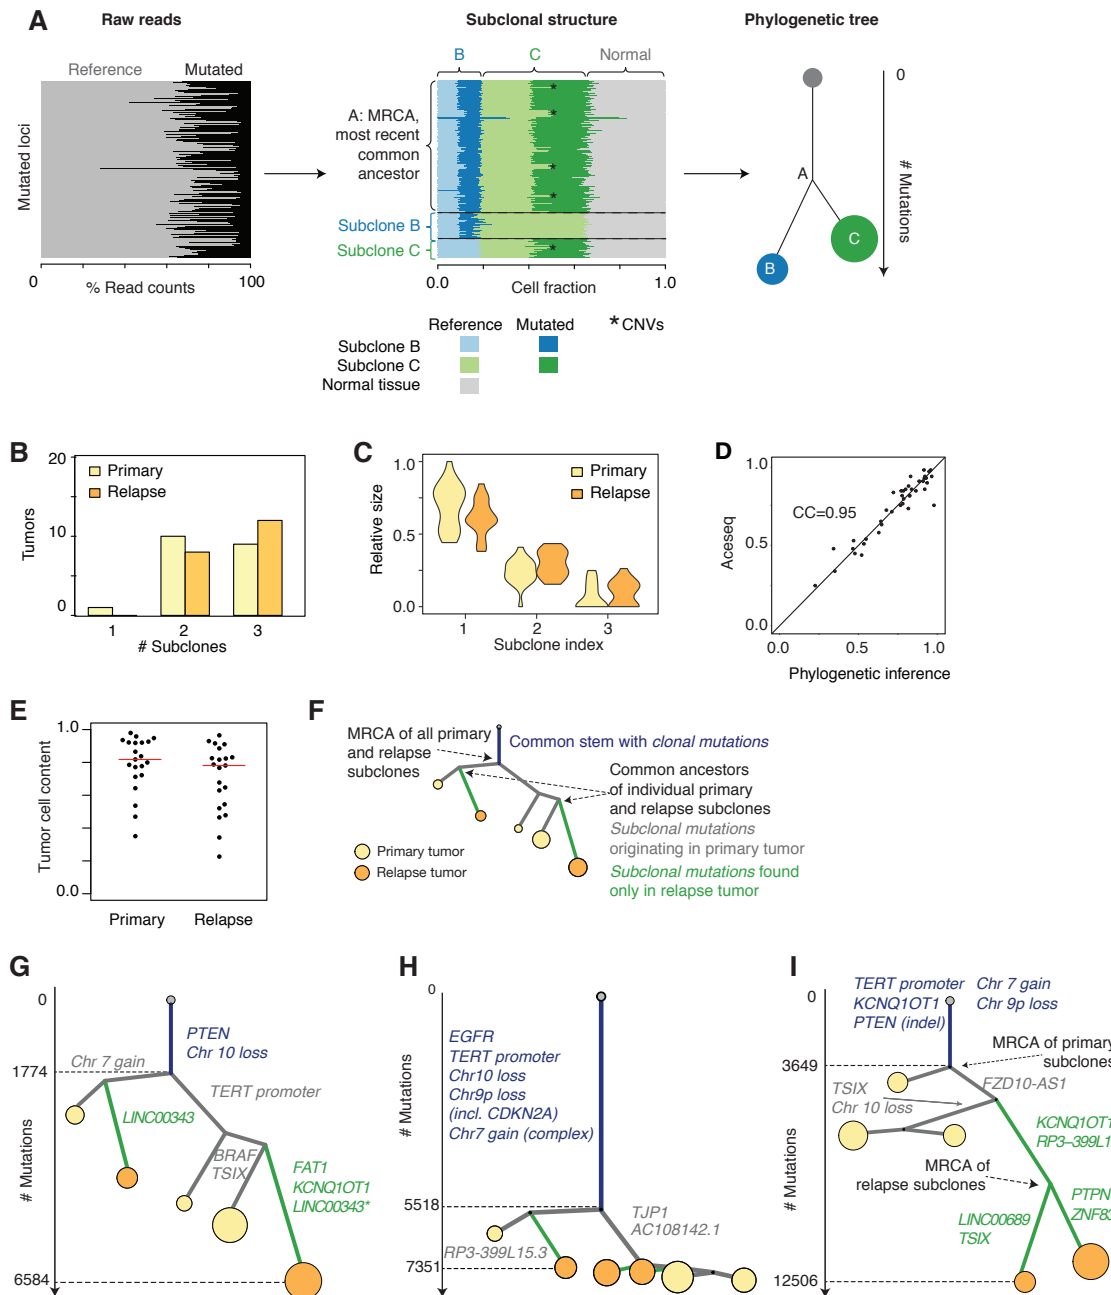 A
Raw reads
Subclonal structure
Phylogenetic tree
Reference
Mutated
Mutated loci
0
100
% Read counts
B
C
Normal
A: MRCA,
most recent
common
ancestor
Subclone B
Subclone C
*
*
*
*
*
0.0
Cell fraction
1.0
Reference
Mutated
*CNVs
Subclone B
Subclone C
Normal tissue
0
A
B
C
# Mutations
B
20
10
0
Tumors
Primary
Relapse
1
2
3
# Subclones
C
1.0
0.5
0.0
Relative size
Primary
Relapse
1
2
3
Subclone index
D
1.0
0.5
0.0
Aceseq
CC=0.95
0.0
0.5
1.0
Phylogenetic inference
E
1.0
0.0
Tumor cell content
Primary
Relapse
F
MRCA of all primary
and relapse
subclones
Common stem with clonal mutations
Common ancestors
of individual primary
and relapse subclones
Subclonal mutations
originating in primary tumor
Subclonal mutations found
only in relapse tumor
Primary tumor
Relapse tumor
G
0
1774
6584
# Mutations
PTEN
Chr 10 loss
Chr 7 gain
TERT promoter
LINC00343
BRAF
TSIX
FAT1
KCNQ1OT1
LINC00343*
H
0
5518
7351
# Mutations
EGFR
TERT promoter
Chr10 loss
Chr9p loss
(incl. CDKN2A)
Chr7 gain (complex)
TJP1
AC108142.1
RP3-399L15.3
I
0
3649
12506
# Mutations
TERT promoter
KCNQ1OT1
PTEN (indel)
Chr 7 gain
Chr 9p loss
MRCA of primary
subclones
FZD10-AS1
TSIX
Chr 10 loss
KCNQ1OT1
RP3–399L1
MRCA of
relapse subclones
PTPN
ZNF83
LINC00689
TSIX